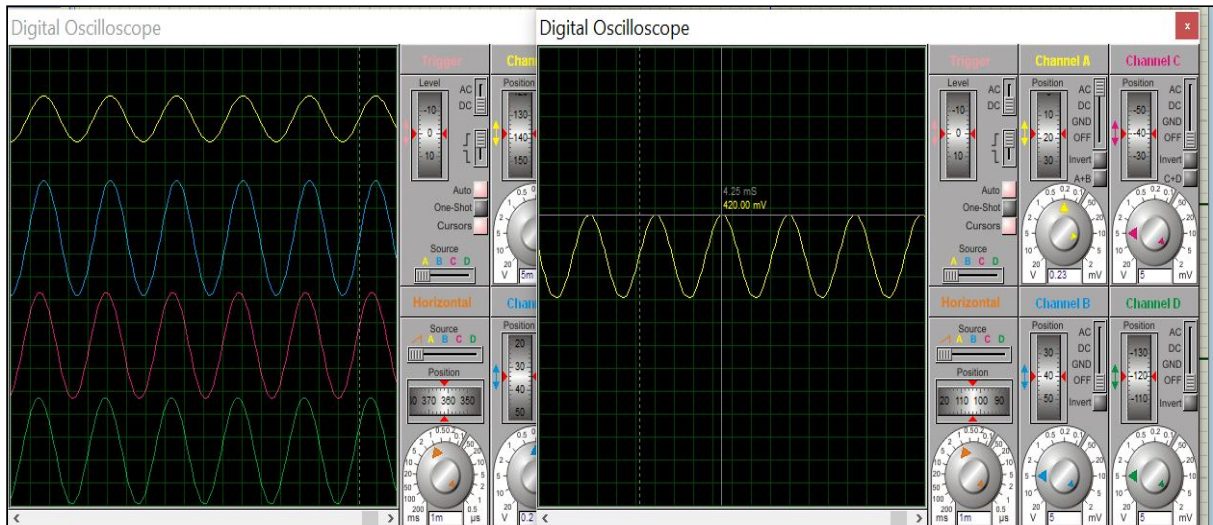 Digital Oscilloscope
Trigger
Level
AC
DC
-10
0
10
Auto
One-Shot
Cursors
Source
A B C D
Position
-130
-140
150
V
5m
Horizontal
Source
A B C D
Position
370 360 350
ms
1m
µs
Position
20
30
40
50
V
0.2
Digital Oscilloscope
x
4.25 mS
420.00 mV
Trigger
Level
AC
DC
-10
0
10
Auto
One-Shot
Cursors
Source
A B C D
Channel A
Position
AC
DC
GND
OFF
10
20
30
Invert
A+B
V
0.23
mV
Channel C
Position
AC
DC
GND
OFF
-50
-40
-30
Invert
C+D
V
5
mV
Horizontal
Source
A B C D
Position
20 110 100 90
ms
1m
µs
Channel B
Position
AC
DC
GND
OFF
30
40
50
Invert
V
5
mV
Channel D
Position
AC
DC
GND
OFF
-130
-120
-110
Invert
V
5
mV